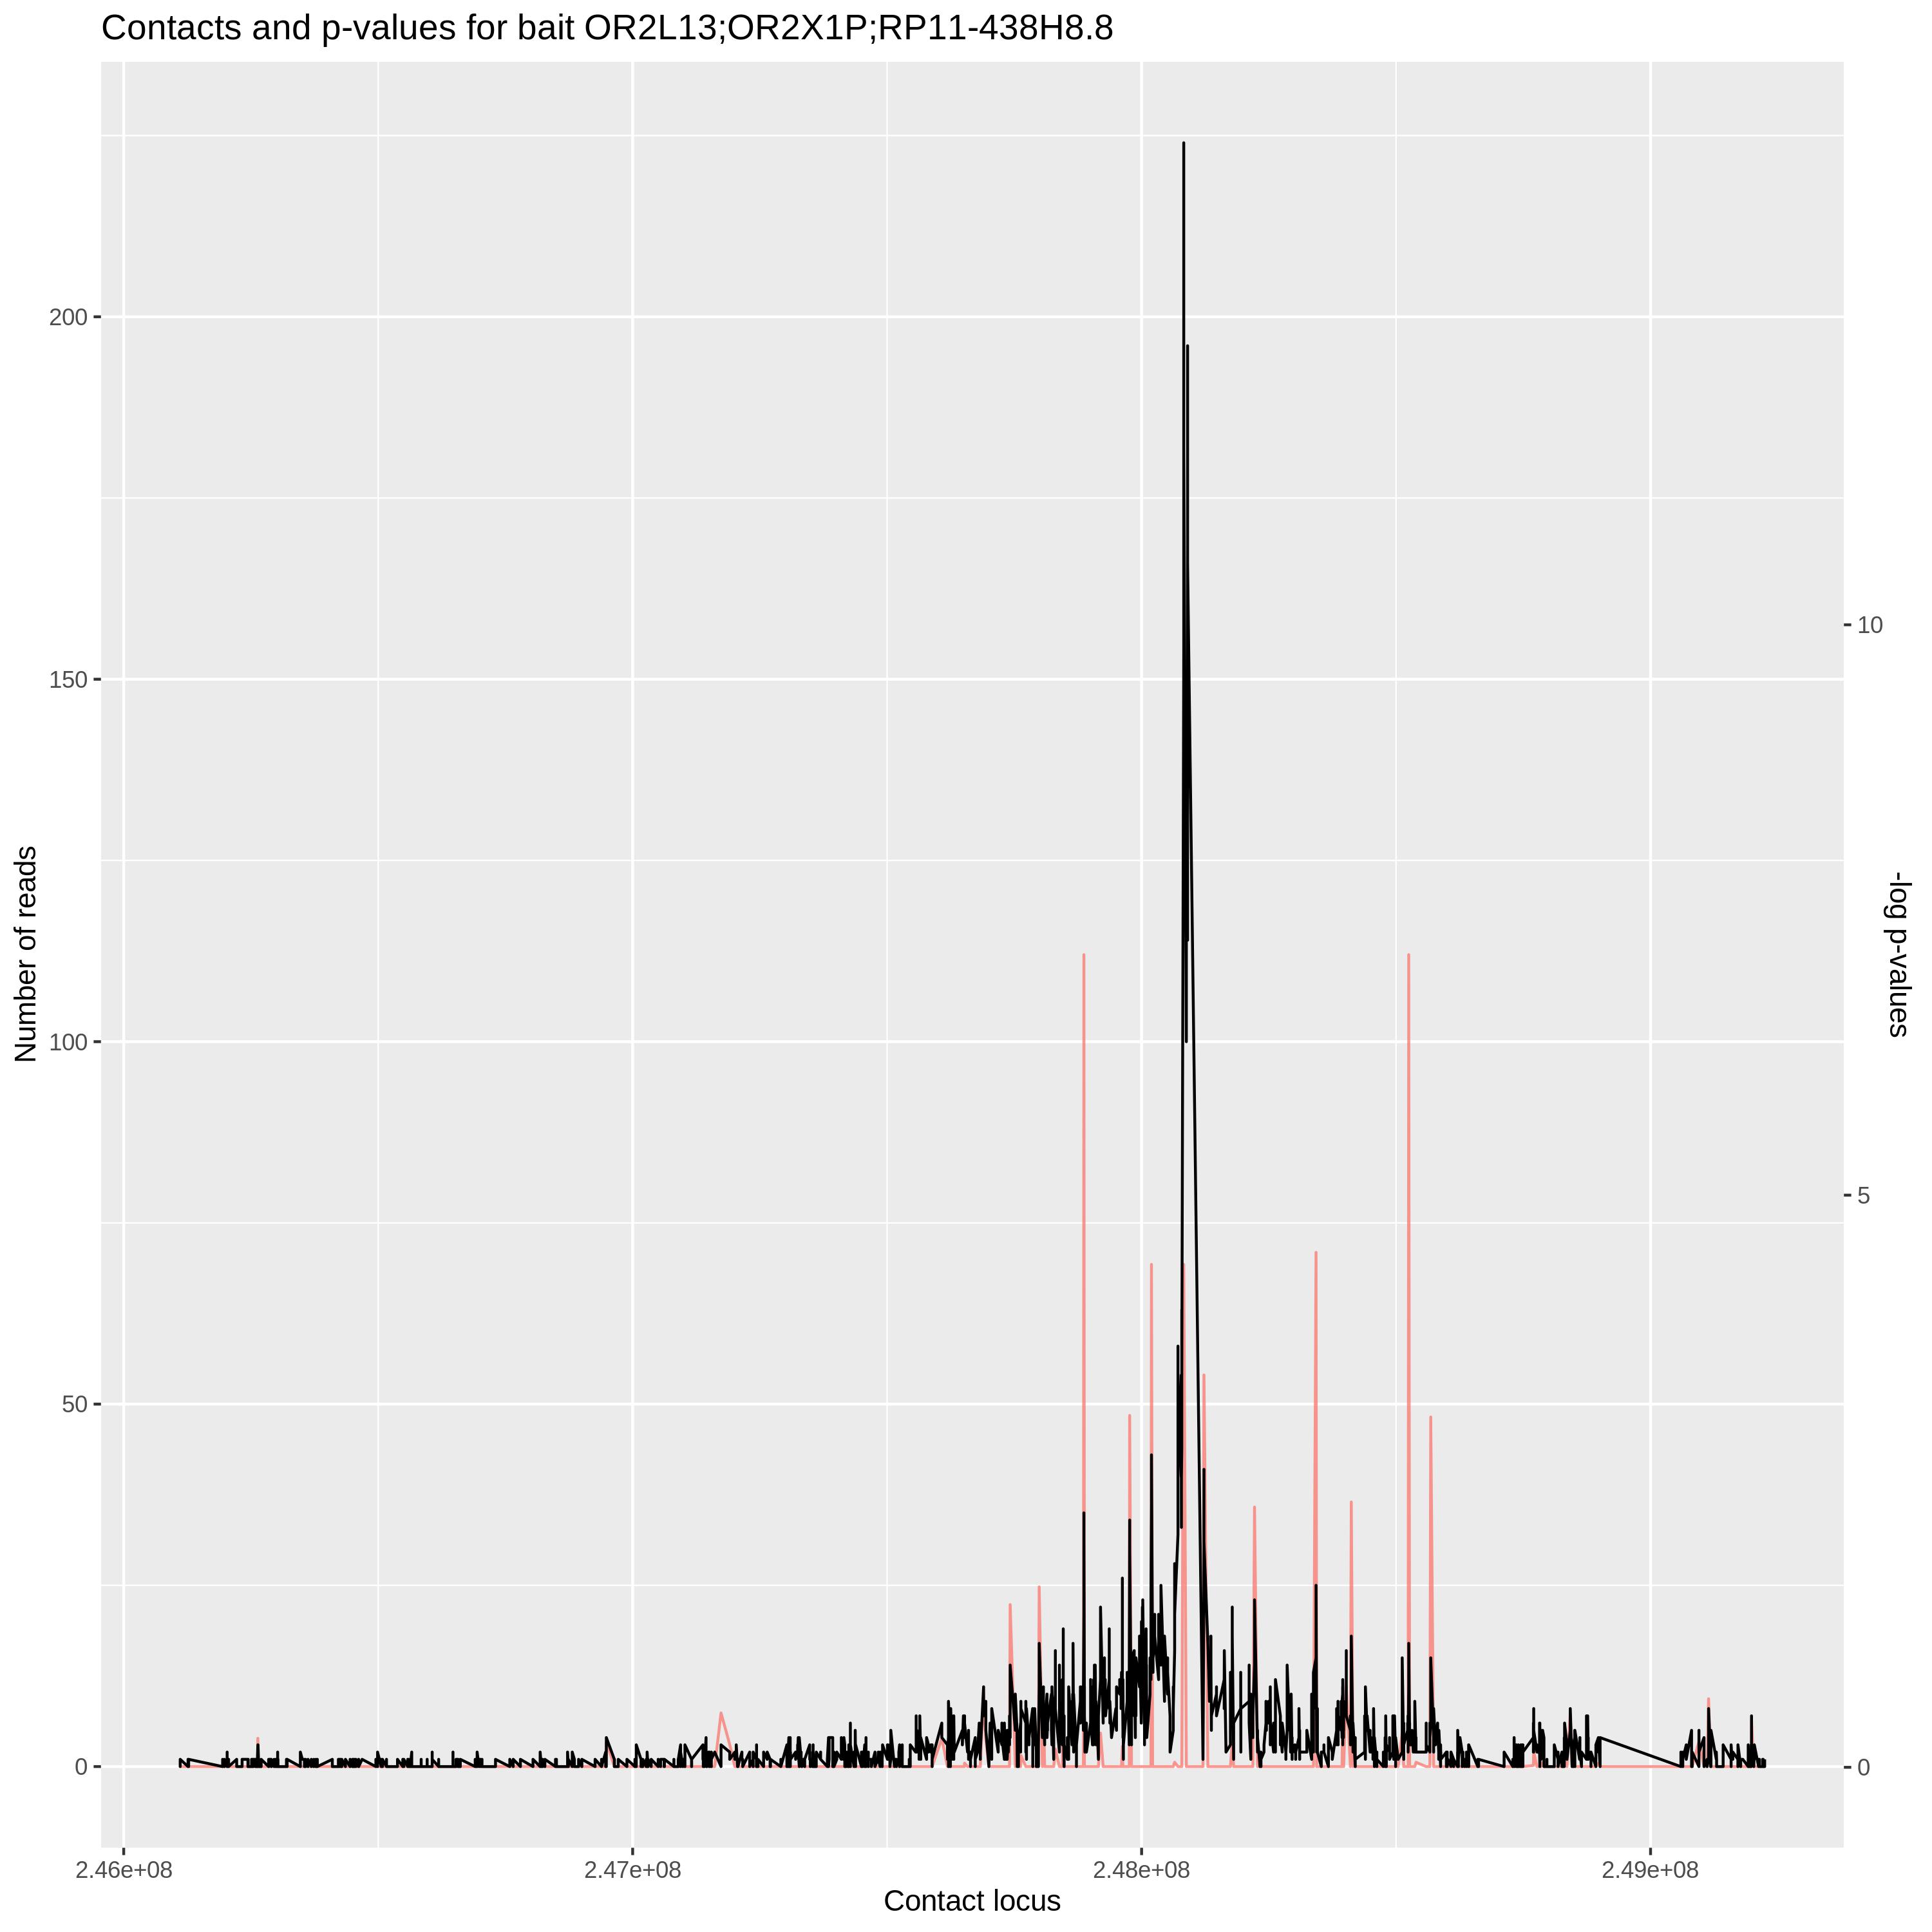 Contacts and p-values for bait OR2L13;OR2X1P;RP11-438H8.8
200
150
100
50
0
Number of reads
10
5
0
-log p-values
2.46e+08
2.47e+08
2.48e+08
2.49e+08
Contact locus